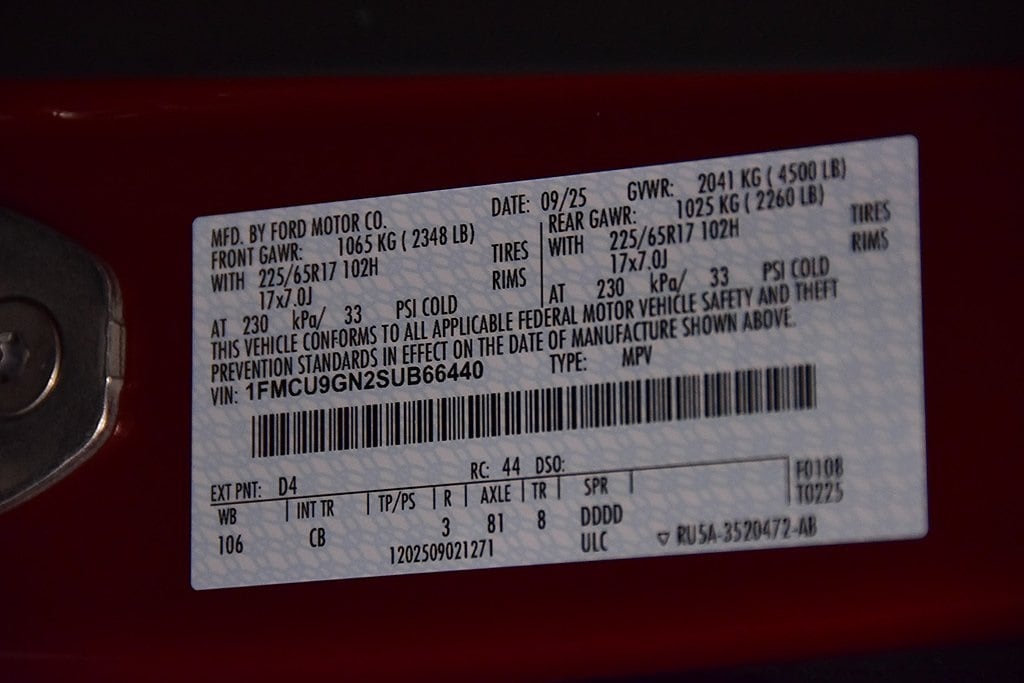 MFD. BY FORD MOTOR CO. DATE: 09/25 GVWR: 2041 KG ( 4500 LB)
FRONT GAWR: 1065 KG ( 2348 LB) REAR GAWR: 1025 KG ( 2260 LB)
WITH 225/65R17 102H TIRES WITH 225/65R17 102H TIRES
17x7.0J RIMS 17x7.0J RIMS
AT 230 kPa/ 33 PSI COLD AT 230 kPa/ 33 PSI COLD
THIS VEHICLE CONFORMS TO ALL APPLICABLE FEDERAL MOTOR VEHICLE SAFETY AND THEFT
PREVENTION STANDARDS IN EFFECT ON THE DATE OF MANUFACTURE SHOWN ABOVE.
VIN: 1FMCU9GN2SUB66440 TYPE: MPV
EXT PNT: D4 RC: 44 DSO: F0108
WB INT TR TP/PS R AXLE TR SPR T0225
106 CB 3 81 8 DDDD
1202509021271 ULC ▽ RU5A-3520472-AB